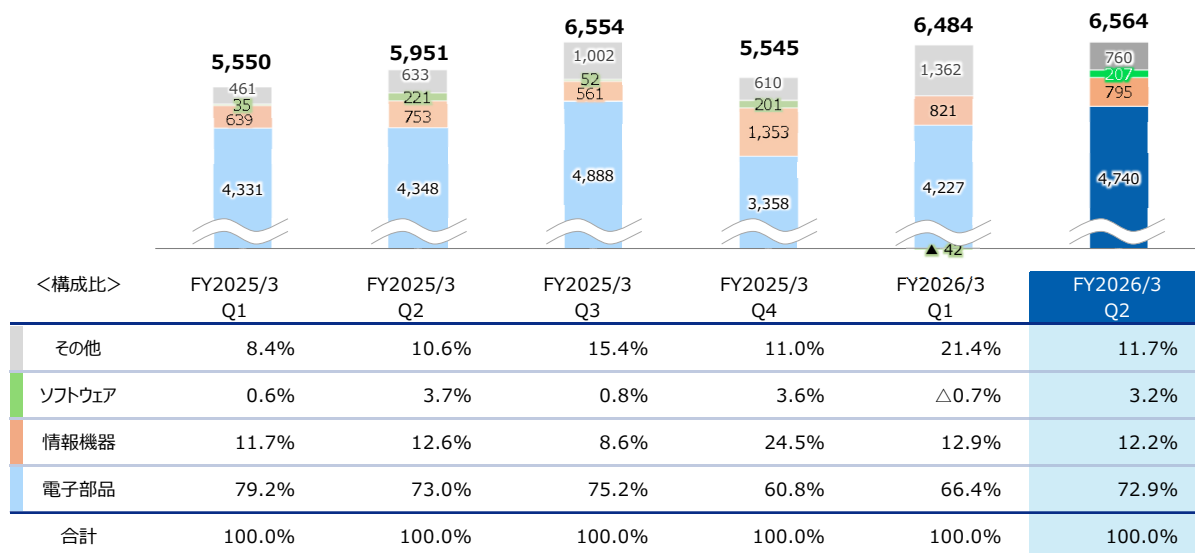 5,550 5,951 6,554 5,545 6,484 6,564
461 633 1,002 610 1,362 760
35 221 52 201 207
639 753 561 1,353 821 795
4,331 4,348 4,888 3,358 4,227 4,740
▲ 42
＜構成比＞ FY2025/3 Q1 FY2025/3 Q2 FY2025/3 Q3 FY2025/3 Q4 FY2026/3 Q1 FY2026/3 Q2
その他 8.4% 10.6% 15.4% 11.0% 21.4% 11.7%
ソフトウェア 0.6% 3.7% 0.8% 3.6% △0.7% 3.2%
情報機器 11.7% 12.6% 8.6% 24.5% 12.9% 12.2%
電子部品 79.2% 73.0% 75.2% 60.8% 66.4% 72.9%
合計 100.0% 100.0% 100.0% 100.0% 100.0% 100.0%